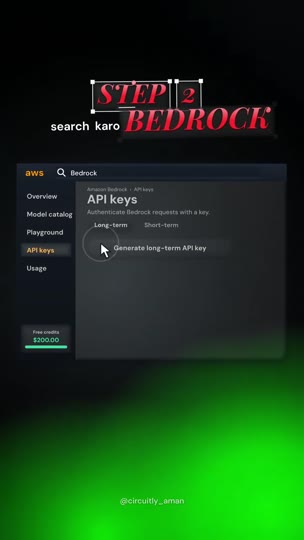 STEP 2
search karo BEDROCK
aws Bedrock
Overview
Model catalog
Playground
API keys
Usage
Free credits
$200.00
Amazon Bedrock › API keys
API keys
Authenticate Bedrock requests with a key.
Long-term Short-term
Generate long-term API key
@circuitly_aman